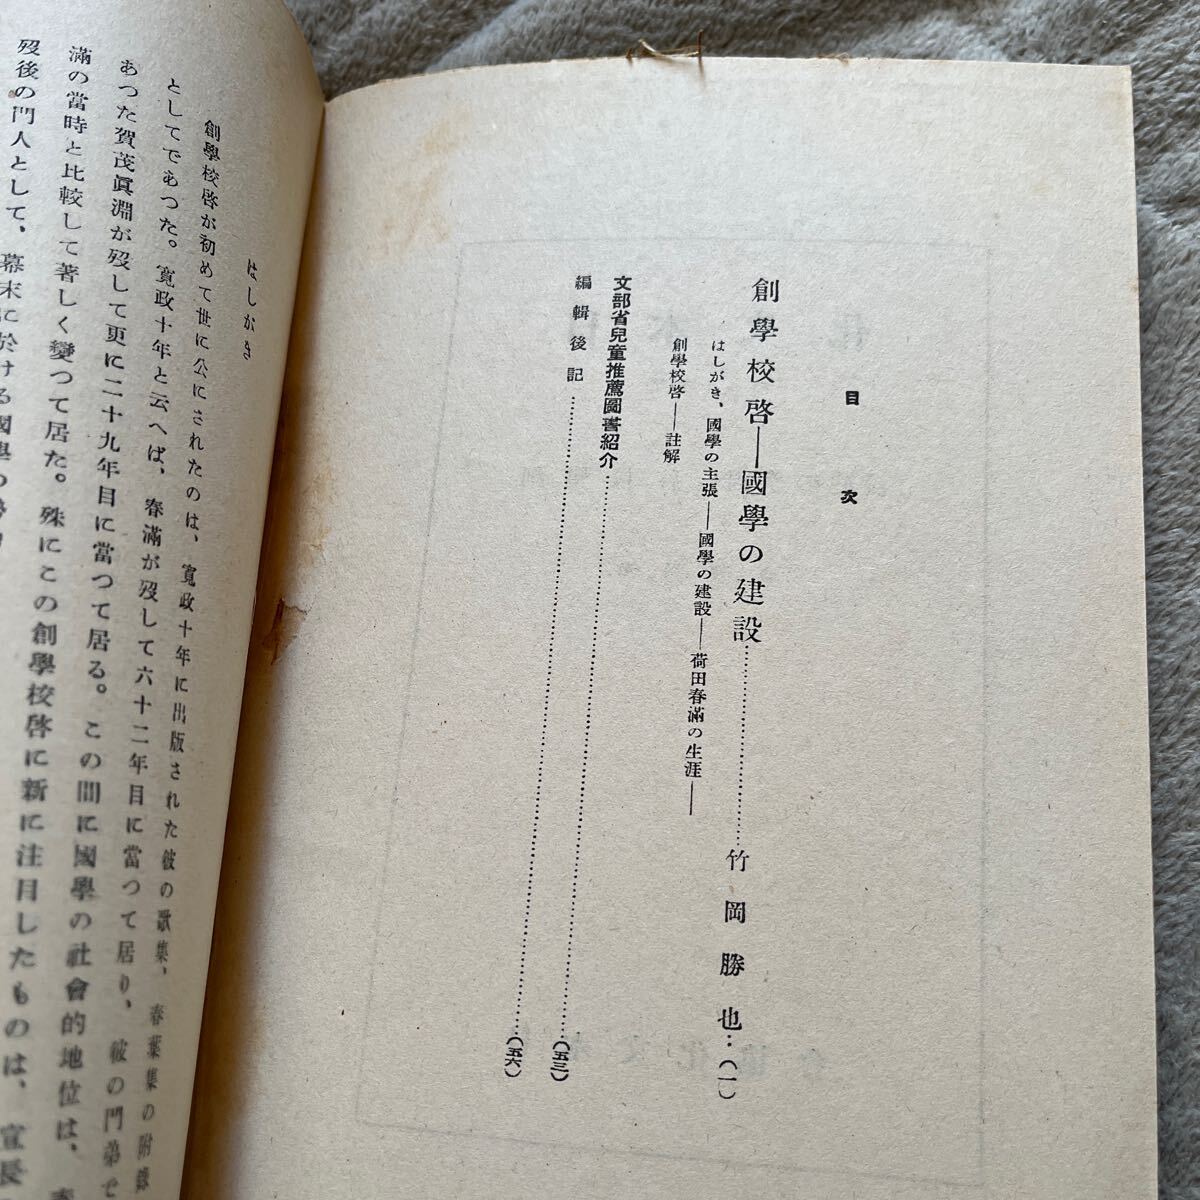 目次
創學校啓―國學の建設……竹岡勝也…(一)
はしがき、國學の主張――國學の建設――荷田春滿の生涯――
創學校啓――註解
文部省兒童推薦圖書紹介……(五三)
編輯後記……(五六)
はしがき
創學校啓が初めて世に公にされたのは、寛政十年に出版された彼の歌集、春葉集の附錄
としてであつた。寛政十年と云へば、春滿が歿して六十二年目に當つて居り、彼の門弟で
あつた賀茂眞淵が歿して更に二十九年目に當つて居る。この間に國學の社會的地位は、春
滿の當時と比較して著しく變つて居た。殊にこの創學校啓に新に注目したものは、宣長
歿後の門人として、幕末に於ける國學の